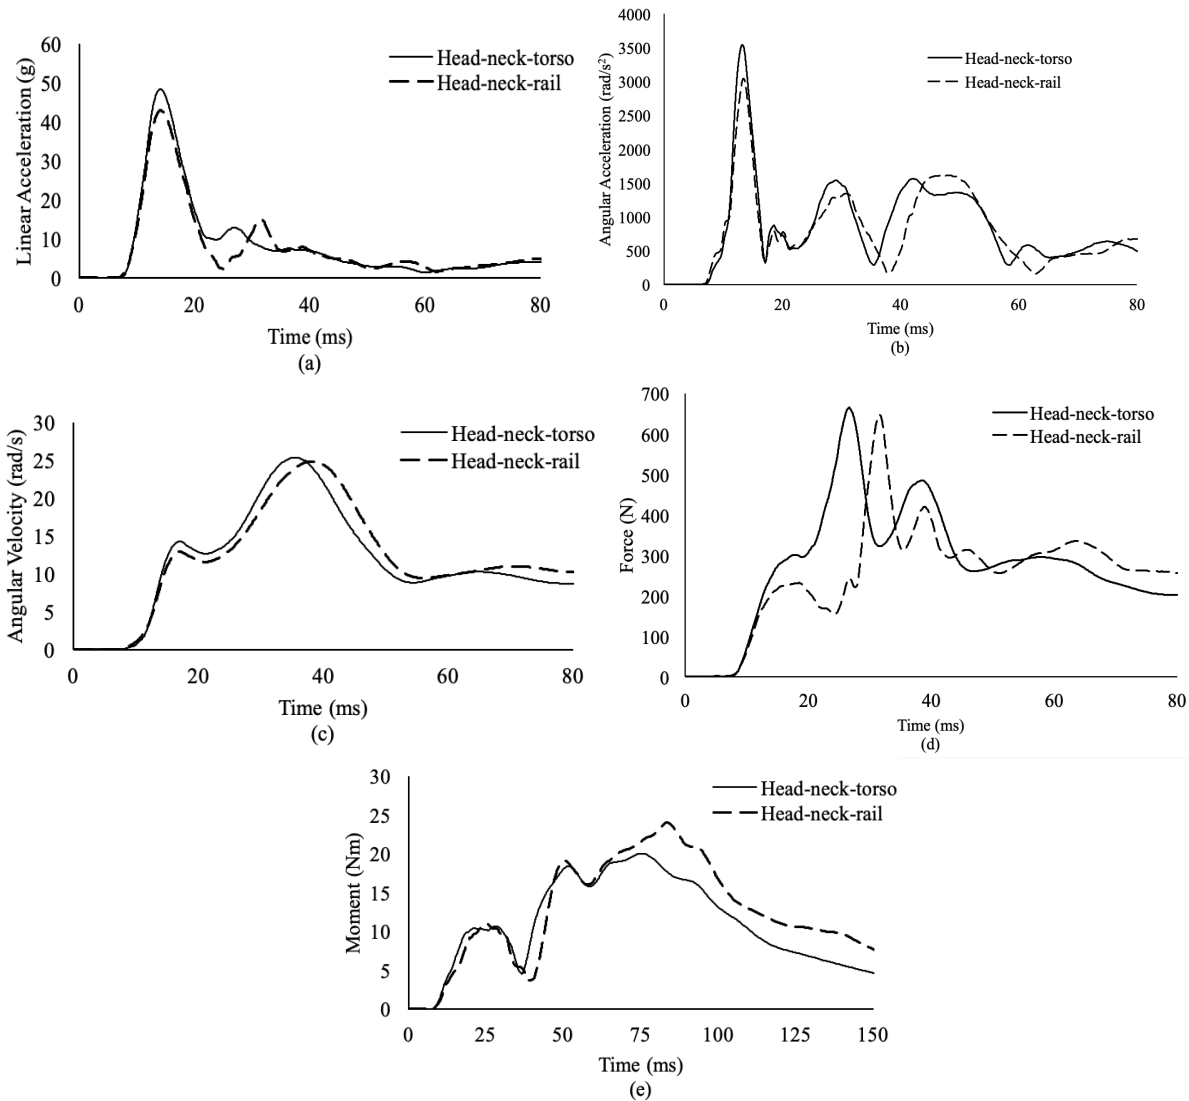 60
50
40
30
20
10
0
Linear Acceleration (g)
Head-neck-torso
Head-neck-rail
0 20 40 60 80
Time (ms)
(a)
4000
3500
3000
2500
2000
1500
1000
500
0
Angular Acceleration (rad/s²)
Head-neck-torso
Head-neck-rail
0 20 40 60 80
Time (ms)
(b)
30
25
20
15
10
5
0
Angular Velocity (rad/s)
Head-neck-torso
Head-neck-rail
0 20 40 60 80
Time (ms)
(c)
700
600
500
400
300
200
100
0
Force (N)
Head-neck-torso
Head-neck-rail
0 20 40 60 80
Time (ms)
(d)
30
25
20
15
10
5
0
Moment (Nm)
Head-neck-torso
Head-neck-rail
0 25 50 75 100 125 150
Time (ms)
(e)